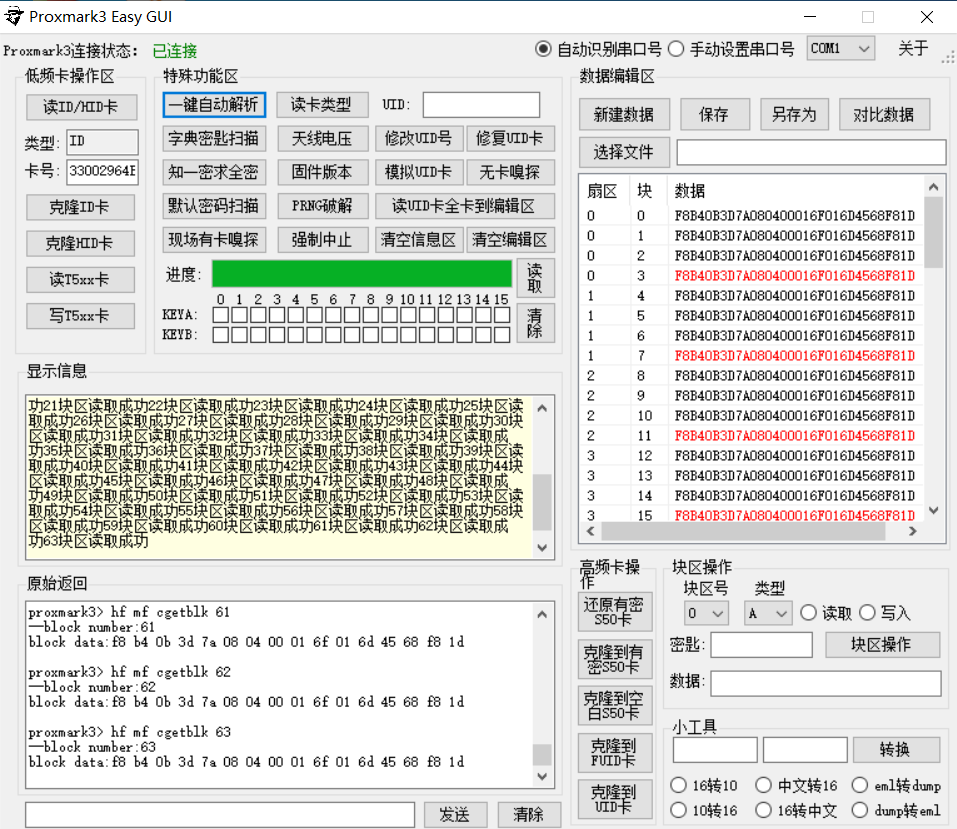 Proxmark3 Easy GUI
Proxmark3连接状态: 已连接
自动识别串口号 手动设置串口号 COM1 关于
低频卡操作区
读ID/HID卡
类型: ID
卡号: 33002964E
克隆ID卡
克隆HID卡
读T5xx卡
写T5xx卡
特殊功能区
一键自动解析 读卡类型 UID:
字典密匙扫描 天线电压 修改UID号 修复UID卡
知一密求全密 固件版本 模拟UID卡 无卡嗅探
默认密码扫描 PRNG破解 读UID卡全卡到编辑区
现场有卡嗅探 强制中止 清空信息区 清空编辑区
进度: 读取
0 1 2 3 4 5 6 7 8 9 10 11 12 13 14 15
KEYA:
KEYB:
清除
数据编辑区
新建数据 保存 另存为 对比数据
选择文件
扇区 块 数据
0 0 F8B40B3D7A080400016F016D4568F81D
0 1 F8B40B3D7A080400016F016D4568F81D
0 2 F8B40B3D7A080400016F016D4568F81D
0 3 F8B40B3D7A080400016F016D4568F81D
1 4 F8B40B3D7A080400016F016D4568F81D
1 5 F8B40B3D7A080400016F016D4568F81D
1 6 F8B40B3D7A080400016F016D4568F81D
1 7 F8B40B3D7A080400016F016D4568F81D
2 8 F8B40B3D7A080400016F016D4568F81D
2 9 F8B40B3D7A080400016F016D4568F81D
2 10 F8B40B3D7A080400016F016D4568F81D
2 11 F8B40B3D7A080400016F016D4568F81D
3 12 F8B40B3D7A080400016F016D4568F81D
3 13 F8B40B3D7A080400016F016D4568F81D
3 14 F8B40B3D7A080400016F016D4568F81D
3 15 F8B40B3D7A080400016F016D4568F81D
显示信息
功21块区读取成功22块区读取成功23块区读取成功24块区读取成功25块区读
取成功26块区读取成功27块区读取成功28块区读取成功29块区读取成功30块
区读取成功31块区读取成功32块区读取成功33块区读取成功34块区读取成
功35块区读取成功36块区读取成功37块区读取成功38块区读取成功39块区读
取成功40块区读取成功41块区读取成功42块区读取成功43块区读取成功44块
区读取成功45块区读取成功46块区读取成功47块区读取成功48块区读取成
功49块区读取成功50块区读取成功51块区读取成功52块区读取成功53块区读
取成功54块区读取成功55块区读取成功56块区读取成功57块区读取成功58块
区读取成功59块区读取成功60块区读取成功61块区读取成功62块区读取成
功63块区读取成功
原始返回
proxmark3> hf mf cgetblk 61
--block number:61
block data:f8 b4 0b 3d 7a 08 04 00 01 6f 01 6d 45 68 f8 1d
proxmark3> hf mf cgetblk 62
--block number:62
block data:f8 b4 0b 3d 7a 08 04 00 01 6f 01 6d 45 68 f8 1d
proxmark3> hf mf cgetblk 63
--block number:63
block data:f8 b4 0b 3d 7a 08 04 00 01 6f 01 6d 45 68 f8 1d
发送 清除
高频卡操
作
还原有密
S50卡
克隆到有
密S50卡
克隆到空
白S50卡
克隆到
FUID卡
克隆到
UID卡
块区操作
块区号 类型
0 A 读取 写入
密匙: 块区操作
数据:
小工具
转换
16转10 中文转16 eml转dump
10转16 16转中文 dump转eml